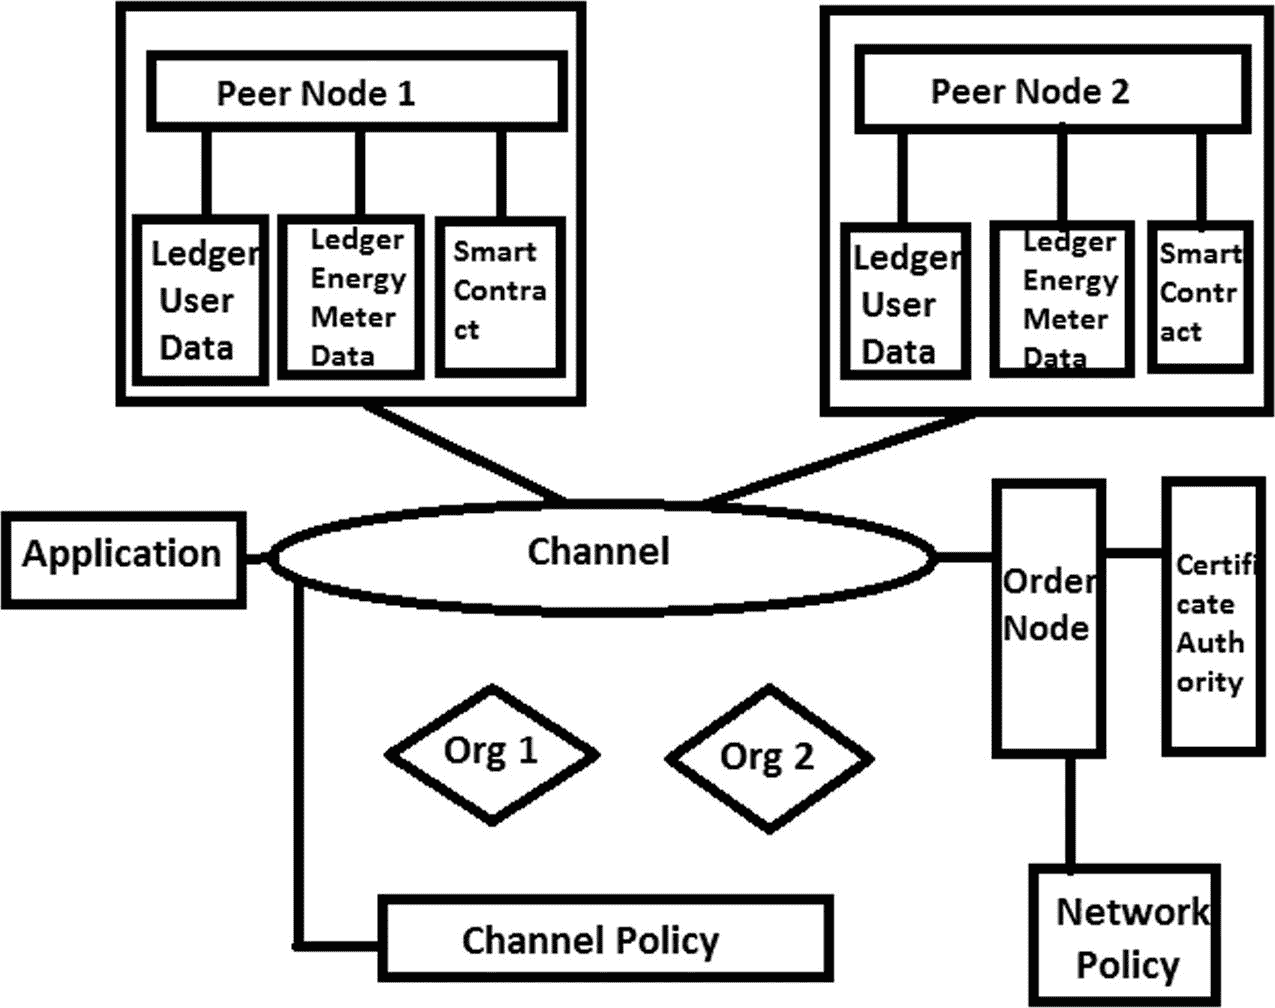 Peer Node 1
Ledger
User
Data
Ledger
Energy
Meter
Data
Smart
Contra
ct
Peer Node 2
Ledger
User
Data
Ledger
Energy
Meter
Data
Smart
Contr
act
Application
Channel
Order
Node
Certifi
cate
Auth
ority
Org 1
Org 2
Channel Policy
Network
Policy